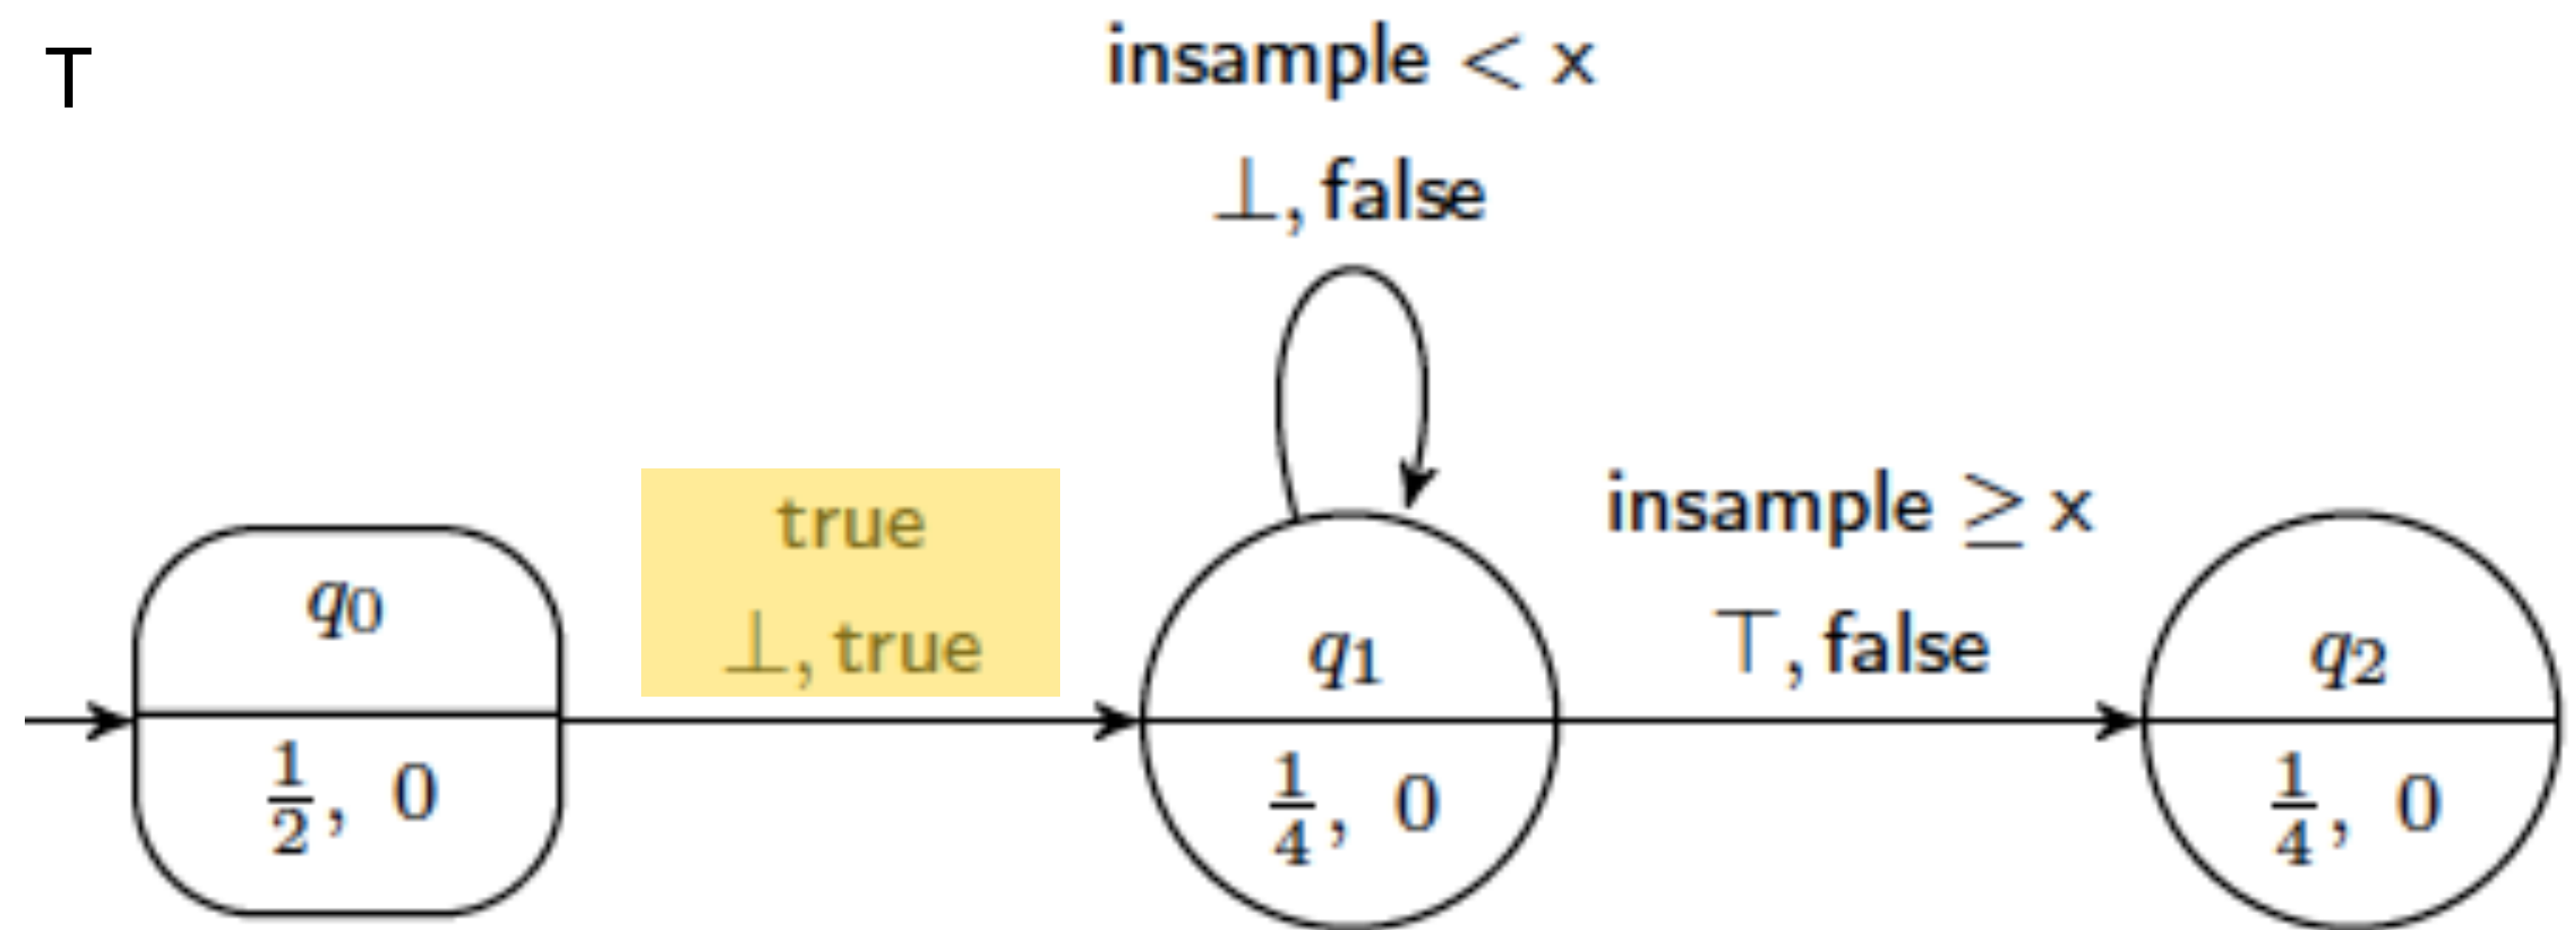 T
insample < x
⊥, false
true
⊥, true
insample ≥ x
⊤, false
q₀
½, 0
q₁
¼, 0
q₂
¼, 0